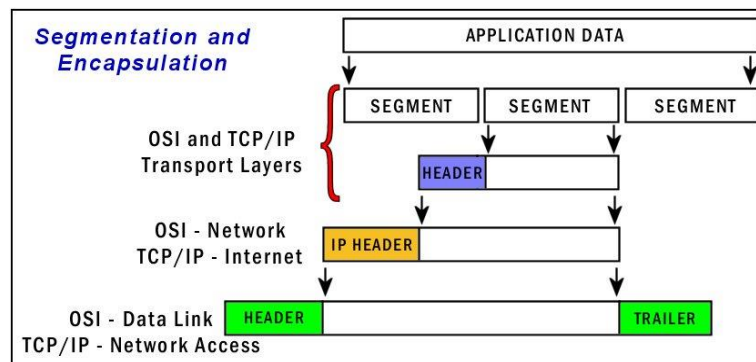 Segmentation and
Encapsulation
APPLICATION DATA
SEGMENT SEGMENT SEGMENT
OSI and TCP/IP
Transport Layers
HEADER
OSI - Network
TCP/IP - Internet
IP HEADER
OSI - Data Link
TCP/IP - Network Access
HEADER TRAILER